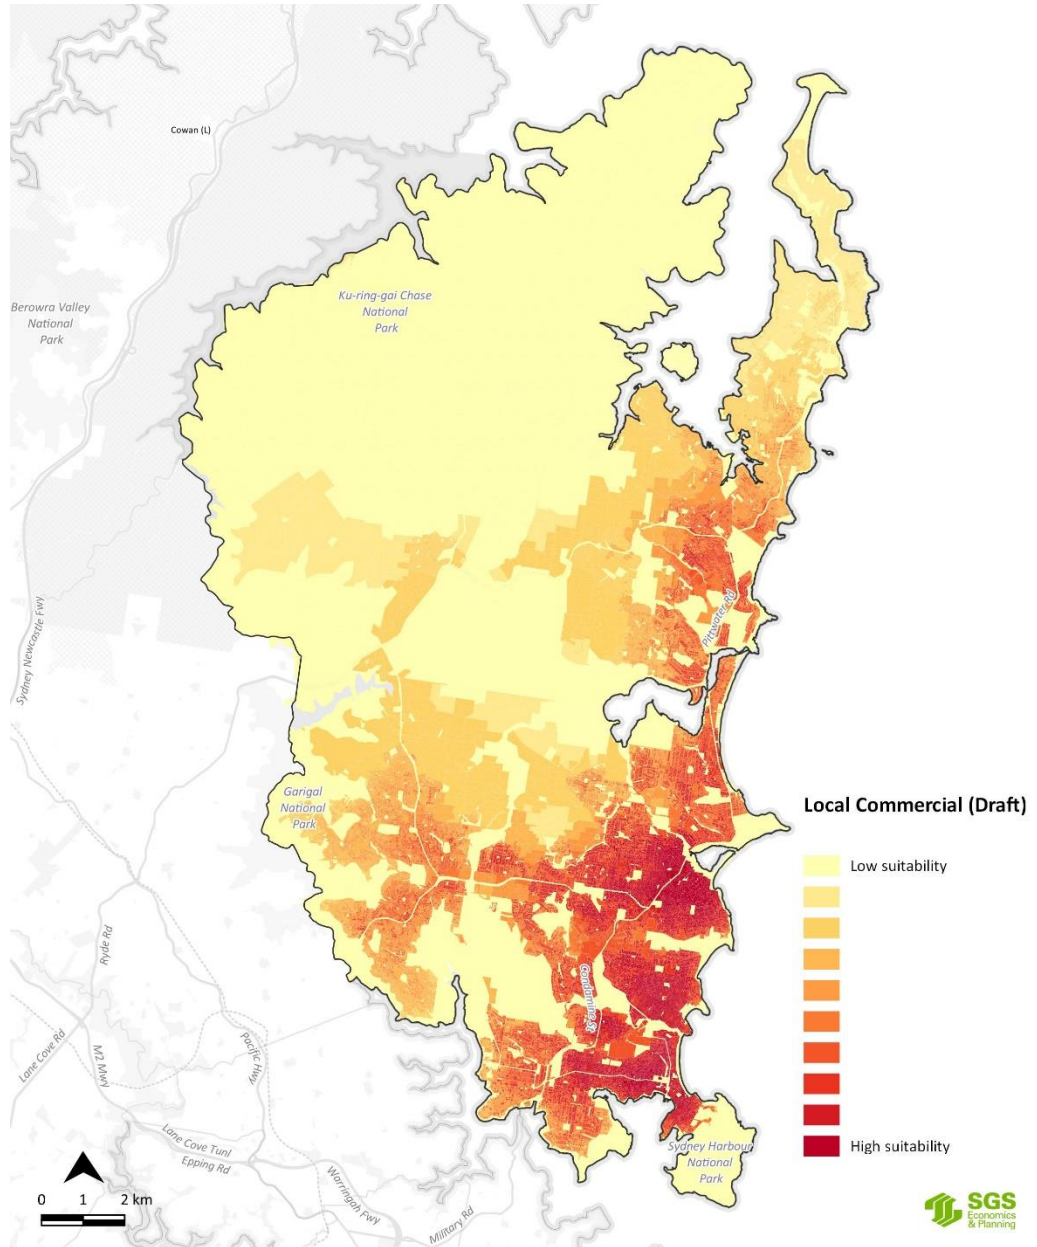 Cowan (L)
Ku-ring-gai Chase
National
Park
Berowra Valley
National
Park
Sydney Newcastle Fwy
Pittwater Rd
Garigal
National
Park
Local Commercial (Draft)
Low suitability
High suitability
Ryde Rd
Condamine St
Lane Cove Rd
M2 Mwy
Pacific Hwy
Lane Cove Tunl
Epping Rd
Warringah Fwy
Military Rd
Sydney Harbour
National
Park
0 1 2 km
SGS
Economics
& Planning